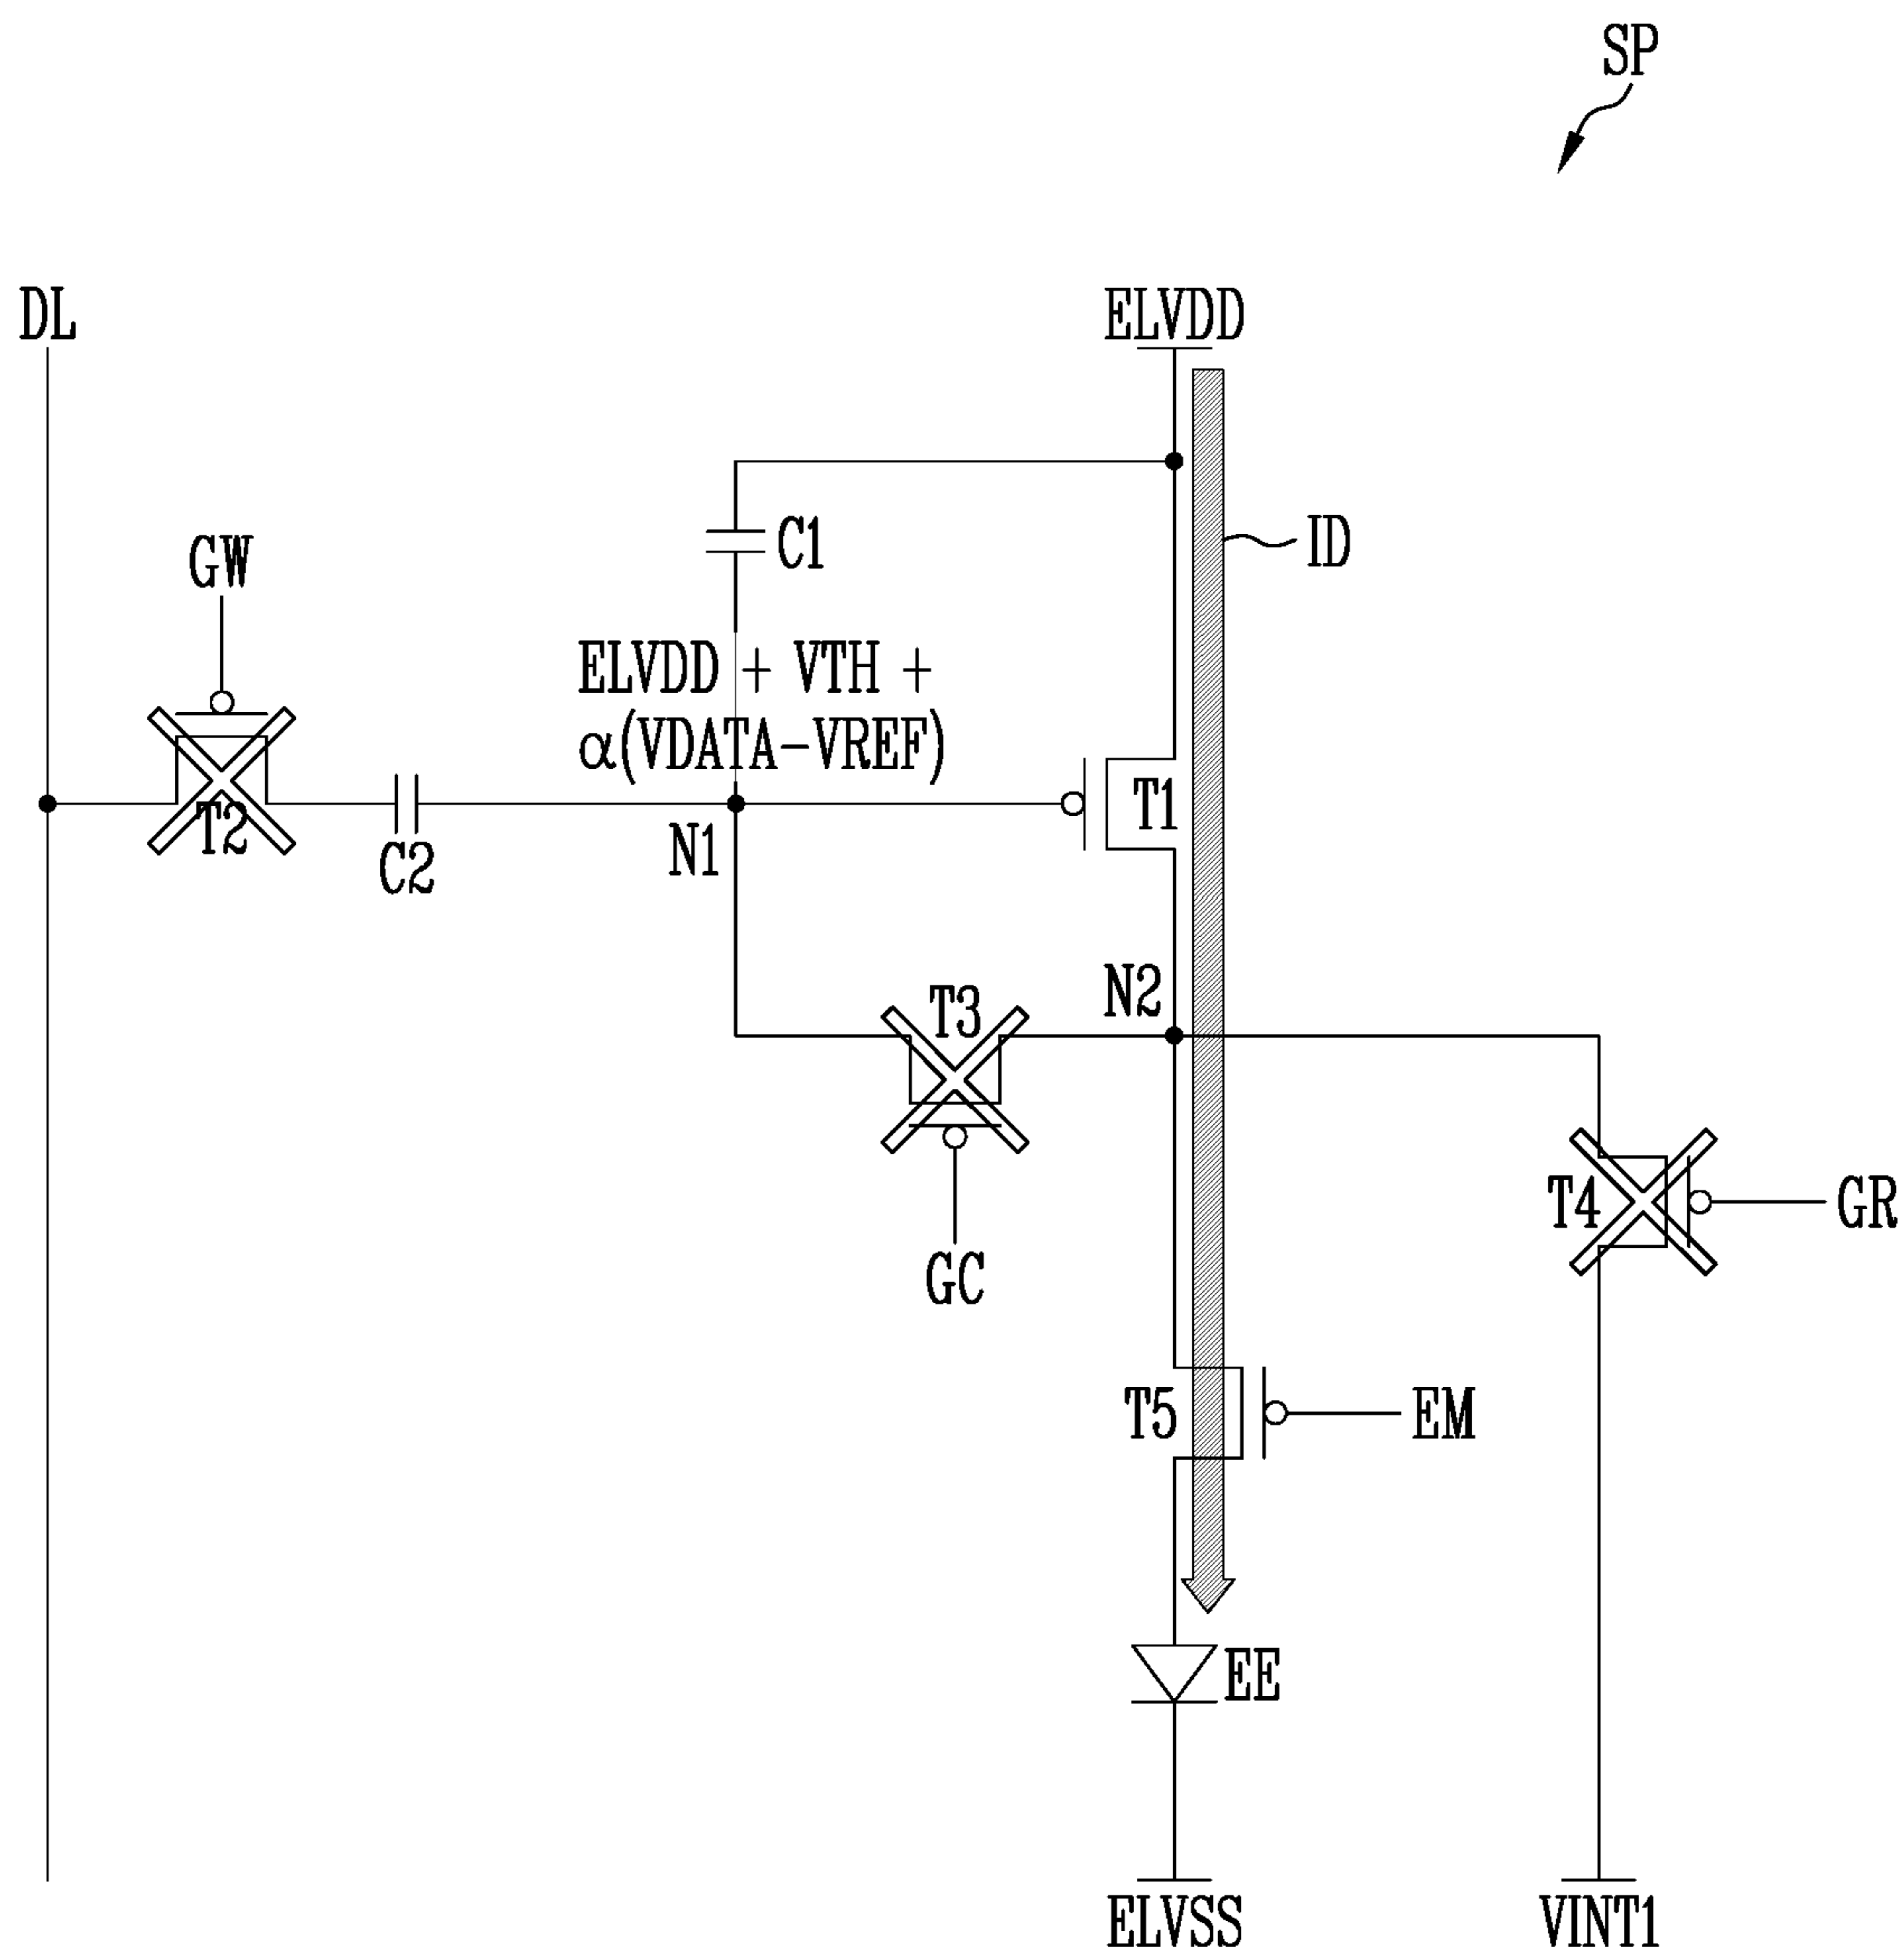 SP
DL
ELVDD
C1
ID
GW
ELVDD + VTH +
α(VDATA-VREF)
T1
T2
C2
N1
N2
T3
T4
GR
GC
T5
EM
EE
ELVSS
VINT1